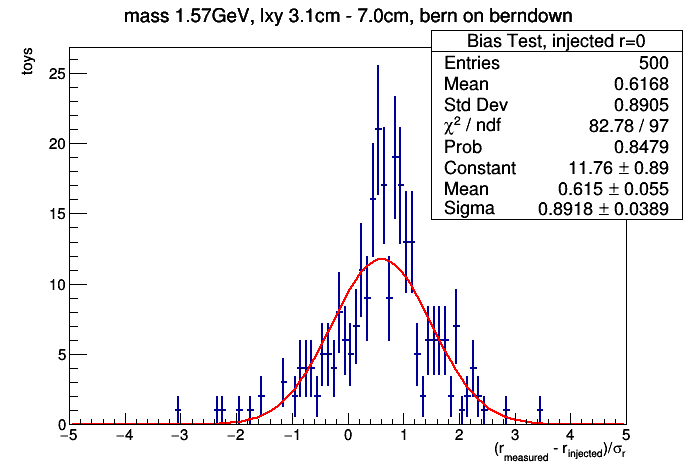 mass 1.57GeV, lxy 3.1cm - 7.0cm, bern on berndown
Bias Test, injected r=0
Entries 500
Mean 0.6168
Std Dev 0.8905
χ² / ndf 82.78 / 97
Prob 0.8479
Constant 11.76 ± 0.89
Mean 0.615 ± 0.055
Sigma 0.8918 ± 0.0389
toys
25
20
15
10
5
0
−5 −4 −3 −2 −1 0 1 2 3 4 5
(r_measured - r_injected)/σ_r